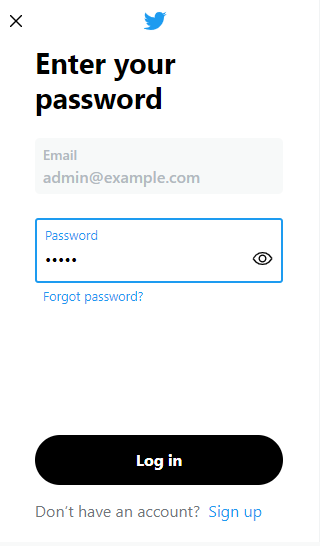 Enter your
password
Email
admin@example.com
Password
•••••
Forgot password?
Log in
Don’t have an account? Sign up